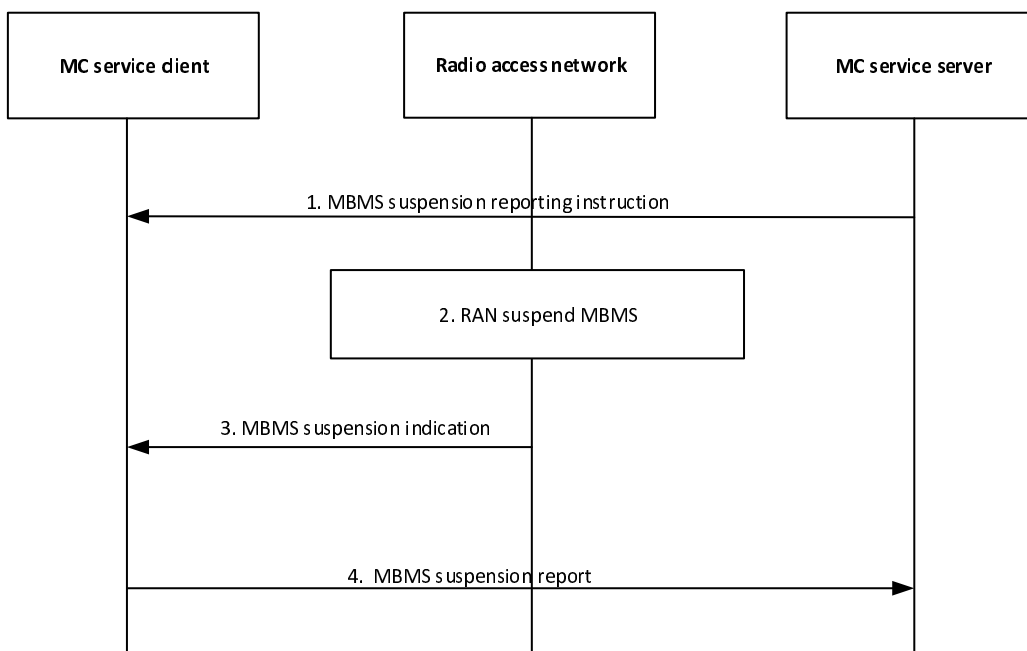 MC service client
Radio access network
MC service server
1. MBMS suspension reporting instruction
2. RAN suspend MBMS
3. MBMS suspension indication
4. MBMS suspension report